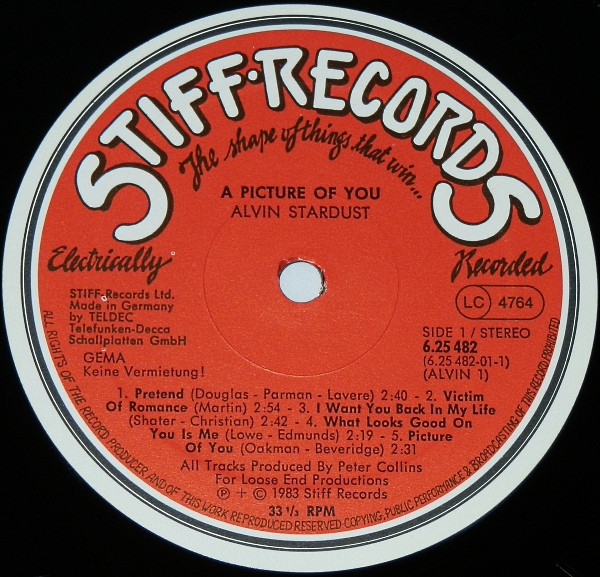 STIFF·RECORDS
The shape of things that win...
A PICTURE OF YOU
ALVIN STARDUST
Electrically
Recorded
STIFF-Records Ltd.
Made in Germany
by TELDEC
Telefunken-Decca
Schallplatten GmbH
GEMA
Keine Vermietung!
LC 4764
SIDE 1 / STEREO
6.25 482
(6.25 482-01-1)
(ALVIN 1)
1. Pretend (Douglas - Parman - Lavere) 2:40 - 2. Victim
Of Romance (Martin) 2:54 - 3. I Want You Back In My Life
(Shater - Christian) 2:42 - 4. What Looks Good On
You Is Me (Lowe - Edmunds) 2:19 - 5. Picture
Of You (Oakman - Beveridge) 2:31
All Tracks Produced By Peter Collins
For Loose End Productions
℗ + © 1983 Stiff Records
33 1/3 RPM
ALL RIGHTS OF THE RECORD PRODUCER AND OF THIS WORK REPRODUCED RESERVED·COPYING, PUBLIC PERFORMANCE & BROADCASTING OF THIS RECORD PROHIBITED